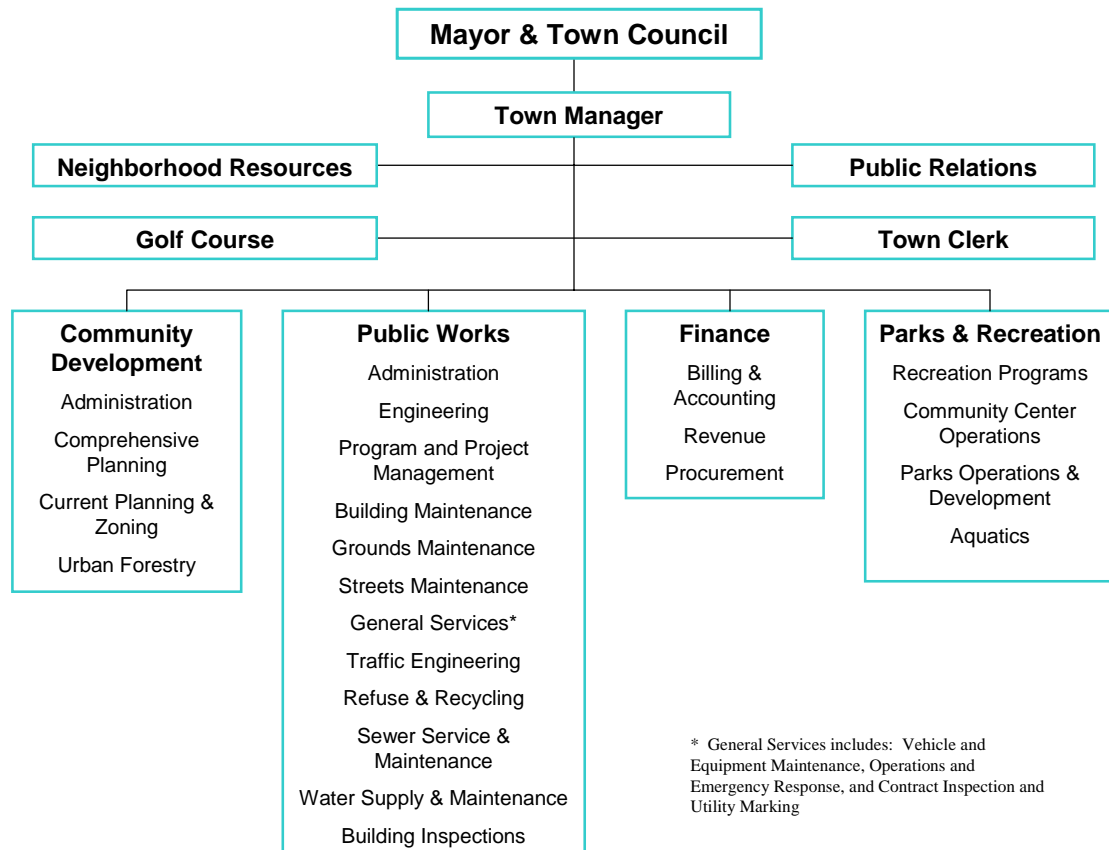 Mayor & Town Council
Town Manager
Neighborhood Resources
Public Relations
Golf Course
Town Clerk
Community
Development
Administration
Comprehensive
Planning
Current Planning &
Zoning
Urban Forestry
Public Works
Administration
Engineering
Program and Project
Management
Building Maintenance
Grounds Maintenance
Streets Maintenance
General Services*
Traffic Engineering
Refuse & Recycling
Sewer Service &
Maintenance
Water Supply & Maintenance
Building Inspections
Finance
Billing &
Accounting
Revenue
Procurement
Parks & Recreation
Recreation Programs
Community Center
Operations
Parks Operations &
Development
Aquatics
* General Services includes: Vehicle and
Equipment Maintenance, Operations and
Emergency Response, and Contract Inspection and
Utility Marking